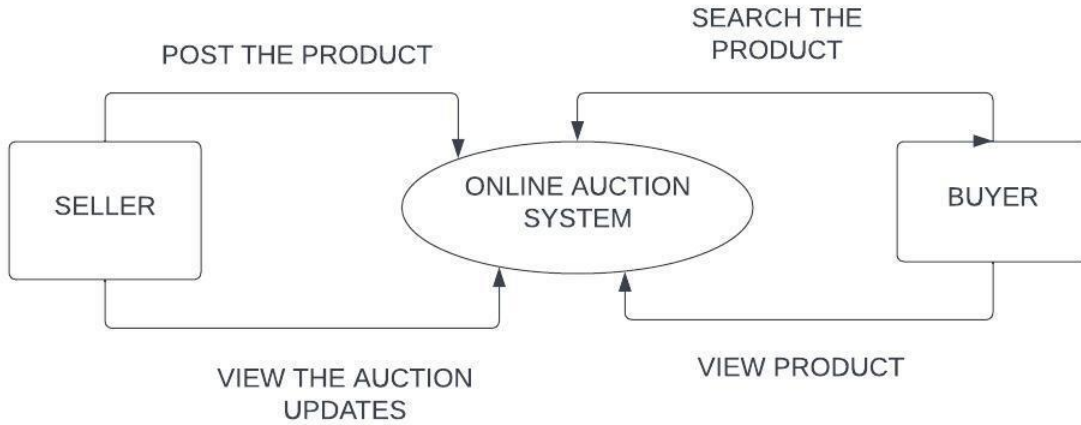 SEARCH THE
PRODUCT
POST THE PRODUCT
SELLER
ONLINE AUCTION
SYSTEM
BUYER
VIEW THE AUCTION
UPDATES
VIEW PRODUCT